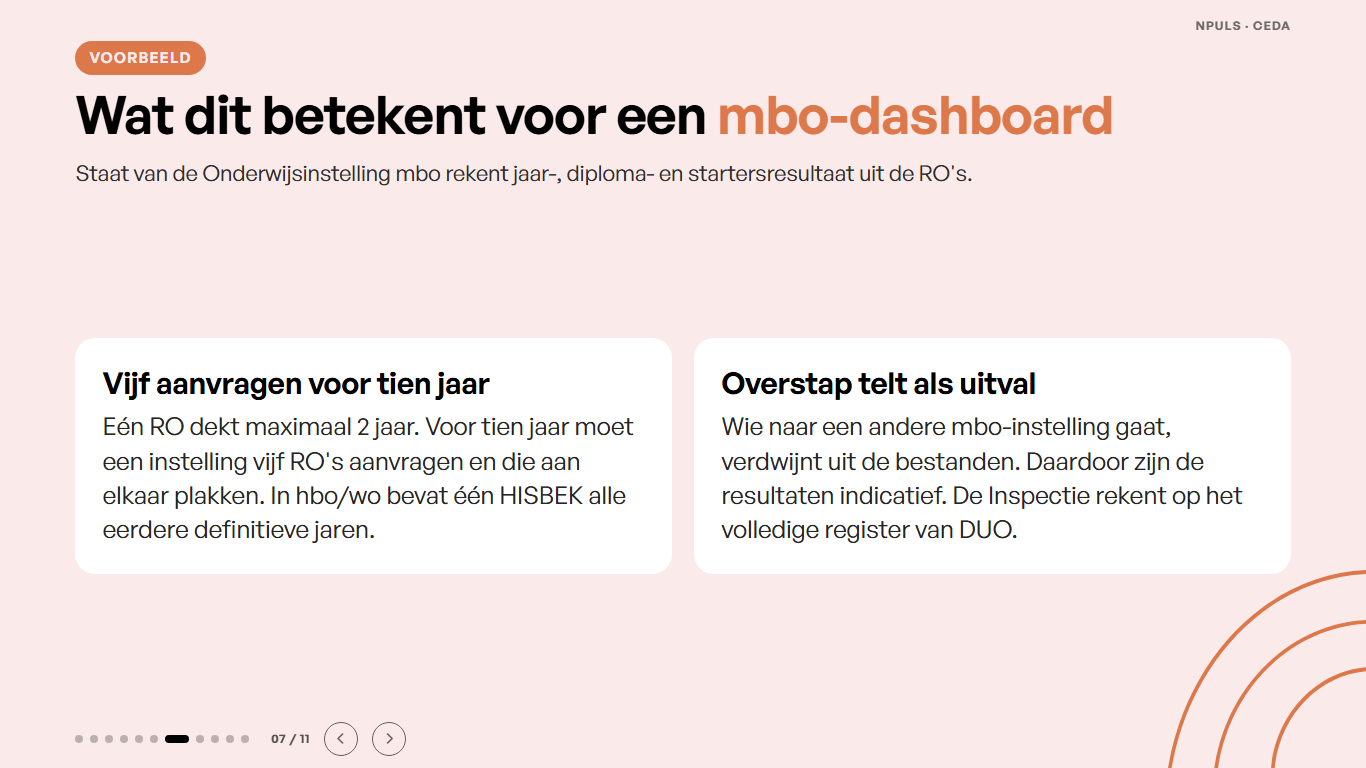 NPULS · CEDA
VOORBEELD
Wat dit betekent voor een mbo-dashboard
Staat van de Onderwijsinstelling mbo rekent jaar-, diploma- en startersresultaat uit de RO's.
Vijf aanvragen voor tien jaar
Eén RO dekt maximaal 2 jaar. Voor tien jaar moet
een instelling vijf RO's aanvragen en die aan
elkaar plakken. In hbo/wo bevat één HISBEK alle
eerdere definitieve jaren.
Overstap telt als uitval
Wie naar een andere mbo-instelling gaat,
verdwijnt uit de bestanden. Daardoor zijn de
resultaten indicatief. De Inspectie rekent op het
volledige register van DUO.
07 / 11